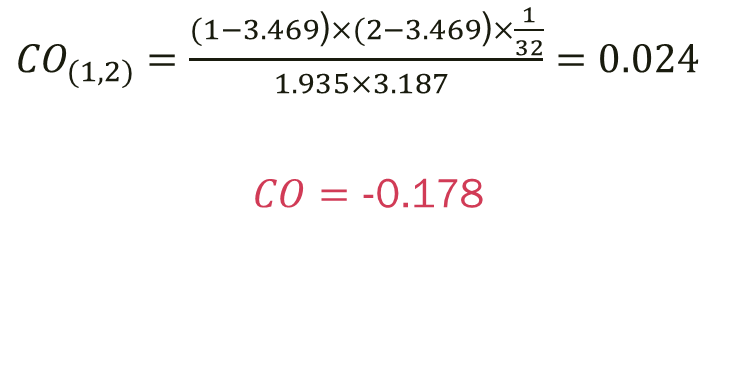 CO(1,2) = (1−3.469)×(2−3.469)×1/32 / 1.935×3.187 = 0.024
CO = -0.178